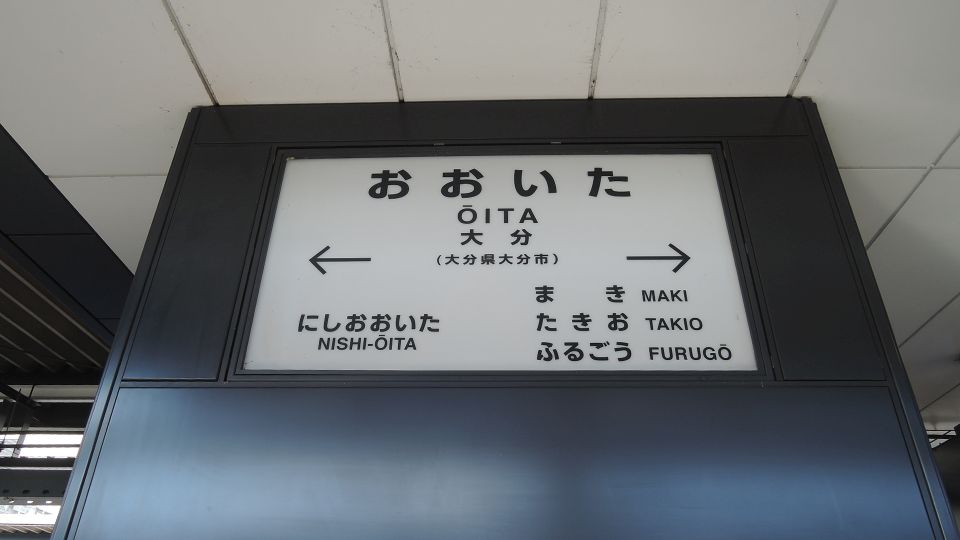 おおいた
ŌITA
大分
(大分県大分市)
← →
まき MAKI
たきお TAKIO
ふるごう FURUGŌ
にしおおいた
NISHI-ŌITA